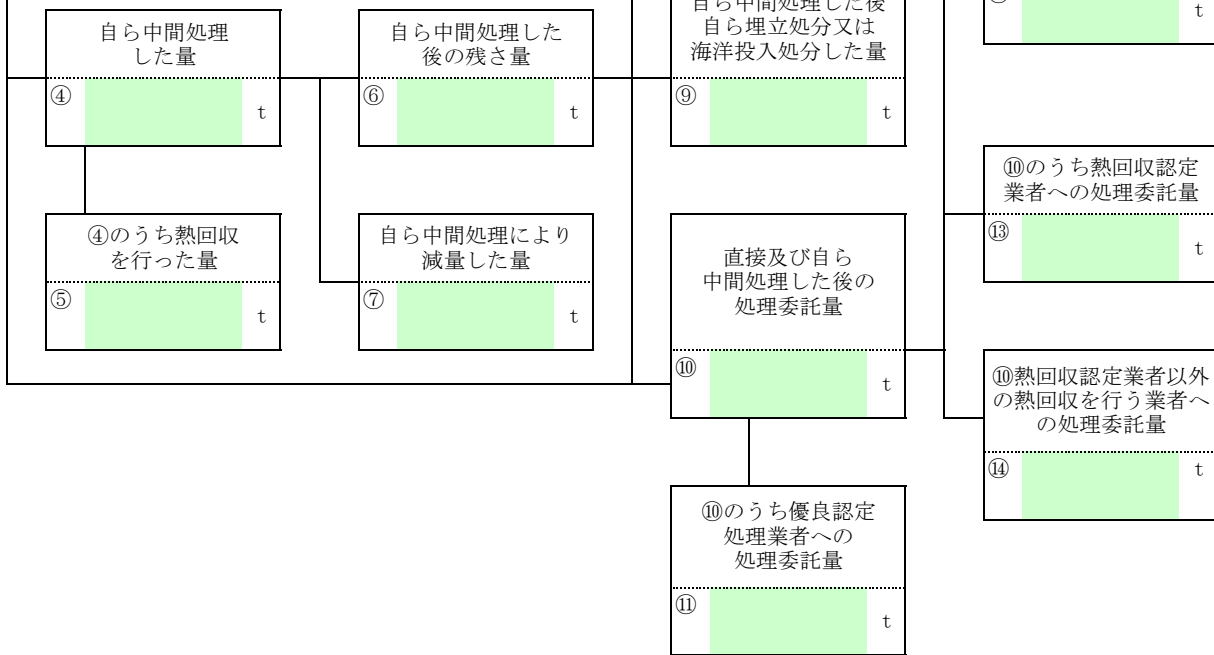 自ら中間処理
した量
④
t
自ら中間処理した
後の残さ量
⑥
t
自ら中間処理した後
自ら埋立処分又は
海洋投入処分した量
⑨
t
t
④のうち熱回収
を行った量
⑤
t
自ら中間処理により
減量した量
⑦
t
直接及び自ら
中間処理した後の
処理委託量
⑩
t
⑩のうち熱回収認定
業者への処理委託量
⑬
t
⑩熱回収認定業者以外
の熱回収を行う業者へ
の処理委託量
⑭
t
⑩のうち優良認定
処理業者への
処理委託量
⑪
t